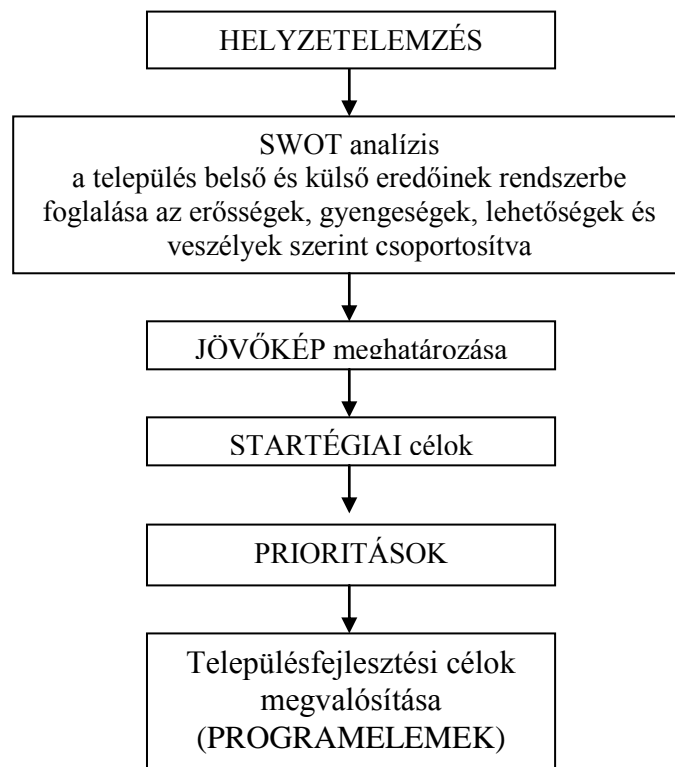 HELYZETELEMZÉS
SWOT analízis
a település belső és külső eredőinek rendszerbe
foglalása az erősségek, gyengeségek, lehetőségek és
veszélyek szerint csoportosítva
JÖVŐKÉP meghatározása
STARTÉGIAI célok
PRIORITÁSOK
Településfejlesztési célok
megvalósítása
(PROGRAMELEMEK)